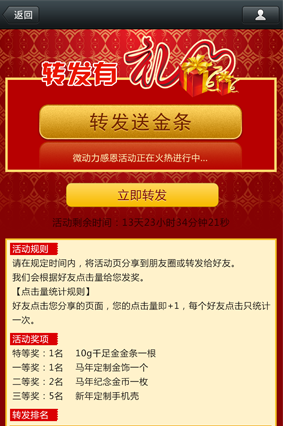 返回
转发有礼
转发送金条
微动力感恩活动正在火热进行中...
立即转发
活动剩余时间：13天23小时34分钟21秒
活动规则
请在规定时间内，将活动页分享到朋友圈或转发给好友。
我们会根据好友点击量给您发奖。
【点击量统计规则】
好友点击您分享的页面，您的点击量即+1，每个好友点击只统计
一次。
活动奖项
特等奖：1名 10g千足金金条一根
一等奖：1名 马年定制金饰一个
二等奖：2名 马年纪念金币一枚
三等奖：5名 新年定制手机壳
转发排名